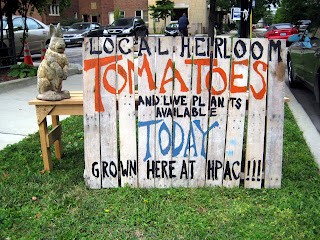 LOCAL HEIRLOOM
TOMATOES
AND LIVE PLANTS
AVAILABLE
TODAY
GROWN HERE AT HPAC!!!!